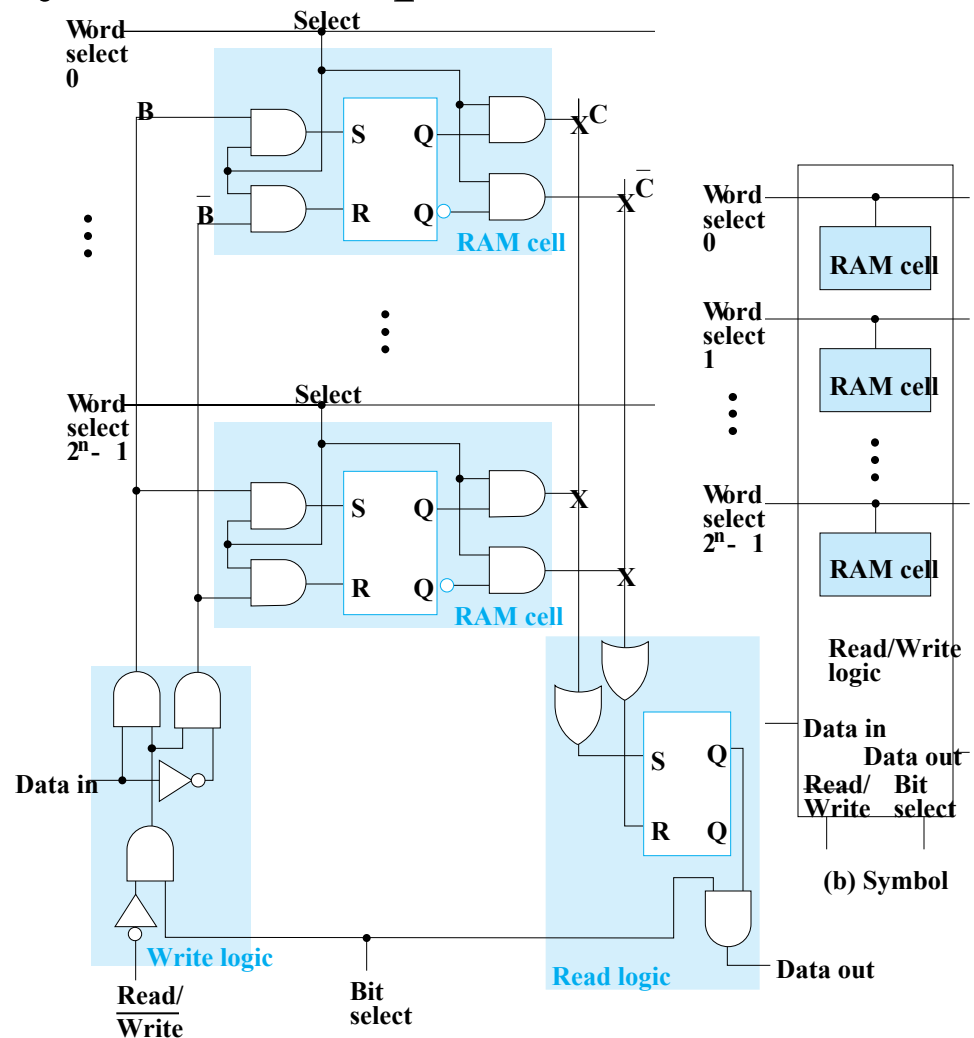 Select
Word
select
0
B
S
Q
X
C
B̅
R
Q
X
C̅
RAM cell
Select
Word
select
2ⁿ- 1
S
Q
X
R
Q
X
RAM cell
Data in
Write logic
Read/
W̅r̅i̅t̅e̅
Bit
select
S
Q
R
Q
Read logic
Data out
Word
select
0
RAM cell
Word
select
1
RAM cell
Word
select
2ⁿ- 1
RAM cell
Read/Write
logic
Data in
Data out
Read/
W̅r̅i̅t̅e̅
Bit
select
(b) Symbol